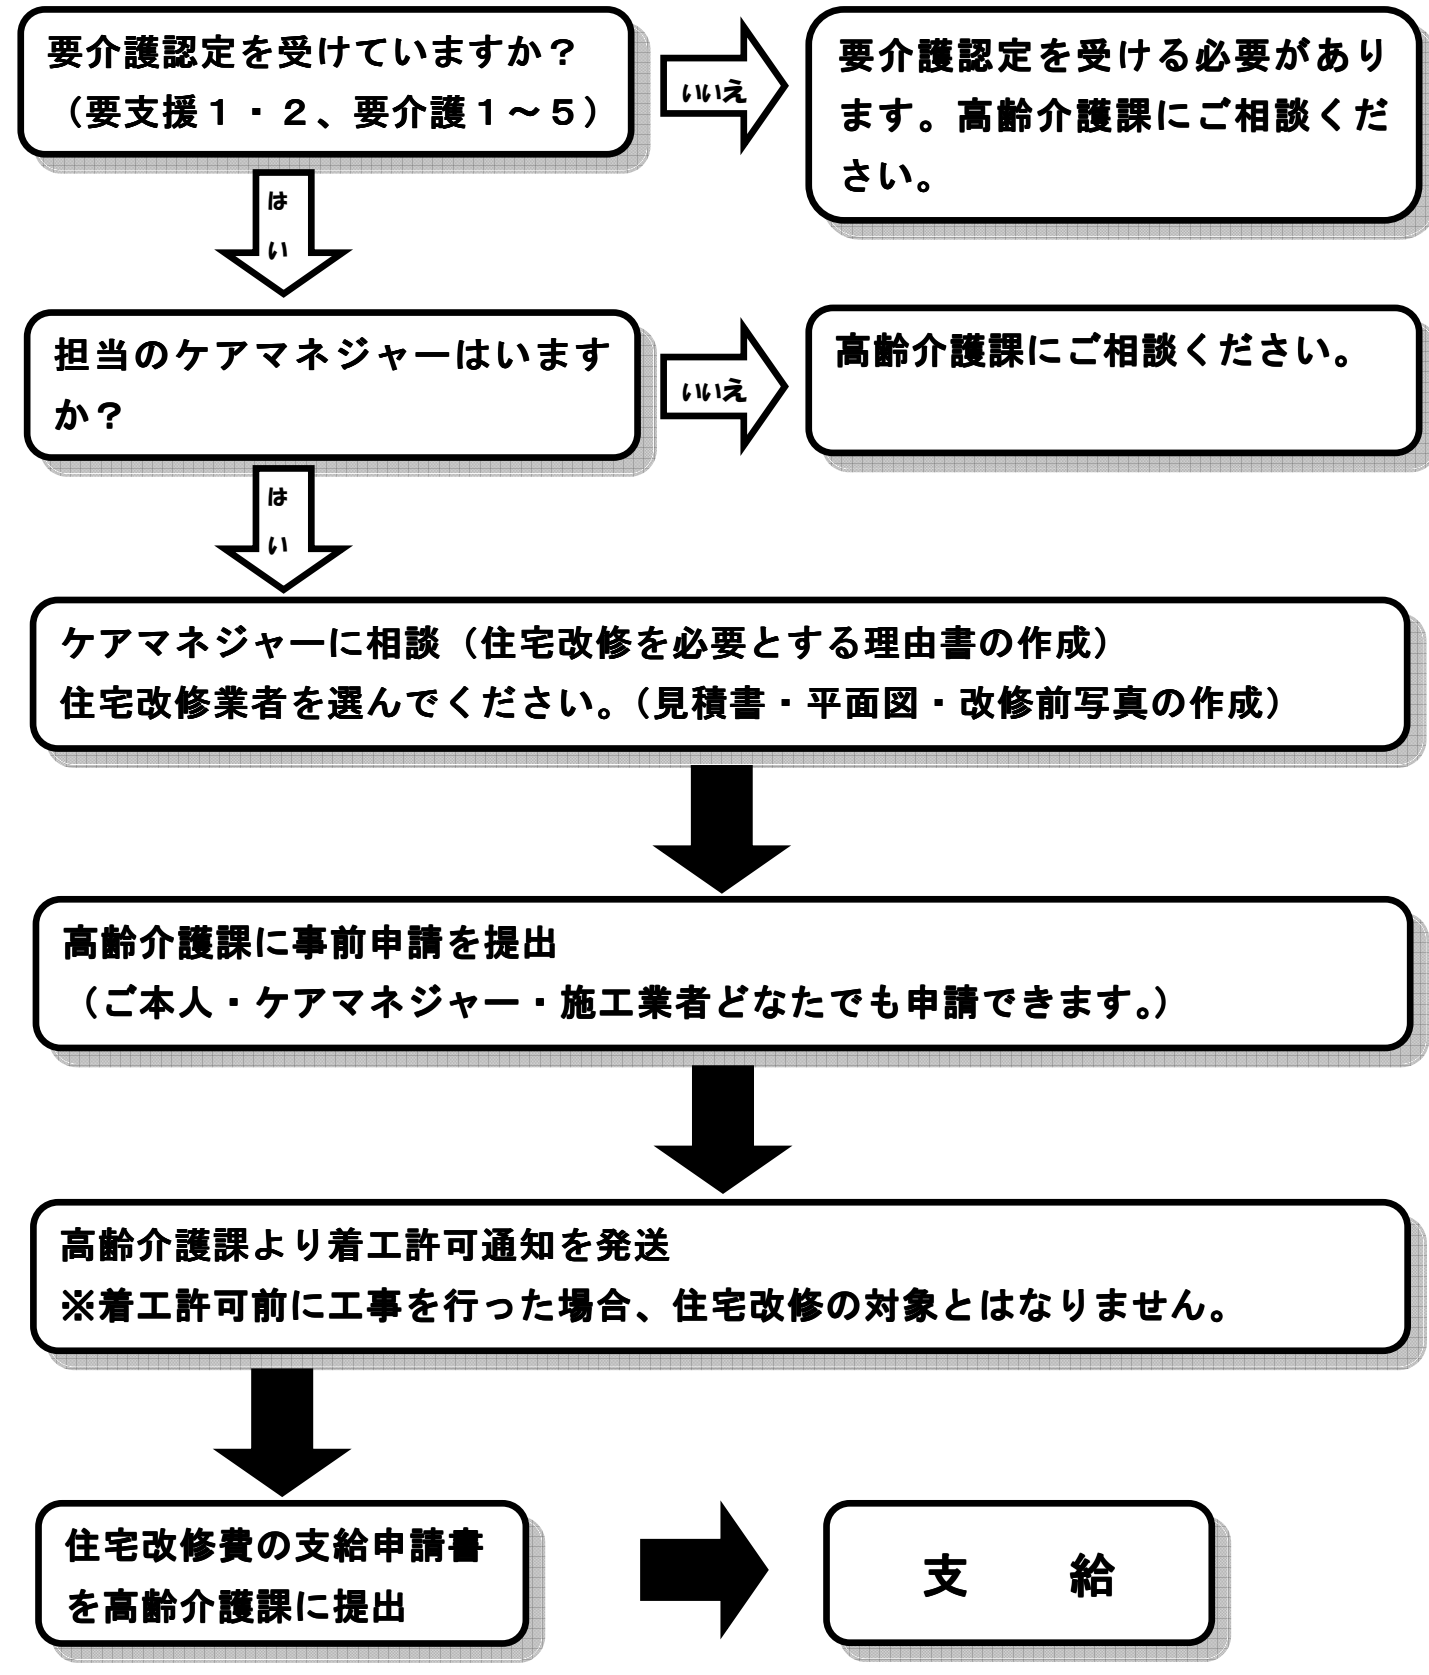 要介護認定を受けていますか？
（要支援１・２、要介護１～５）
いいえ
要介護認定を受ける必要があり
ます。高齢介護課にご相談くだ
さい。
は
い
担当のケアマネジャーはいます
か？
いいえ
高齢介護課にご相談ください。
は
い
ケアマネジャーに相談（住宅改修を必要とする理由書の作成）
住宅改修業者を選んでください。（見積書・平面図・改修前写真の作成）
高齢介護課に事前申請を提出
（ご本人・ケアマネジャー・施工業者どなたでも申請できます。）
高齢介護課より着工許可通知を発送
※着工許可前に工事を行った場合、住宅改修の対象とはなりません。
住宅改修費の支給申請書
を高齢介護課に提出
支　　給